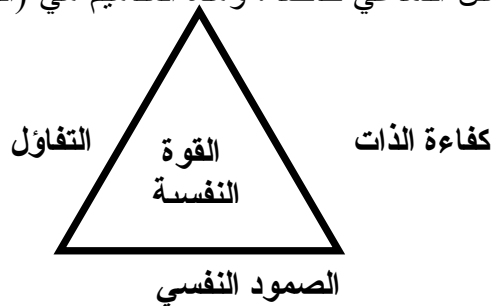 كفاءة الذات
التفاؤل
القوة
النفسية
الصمود النفسي